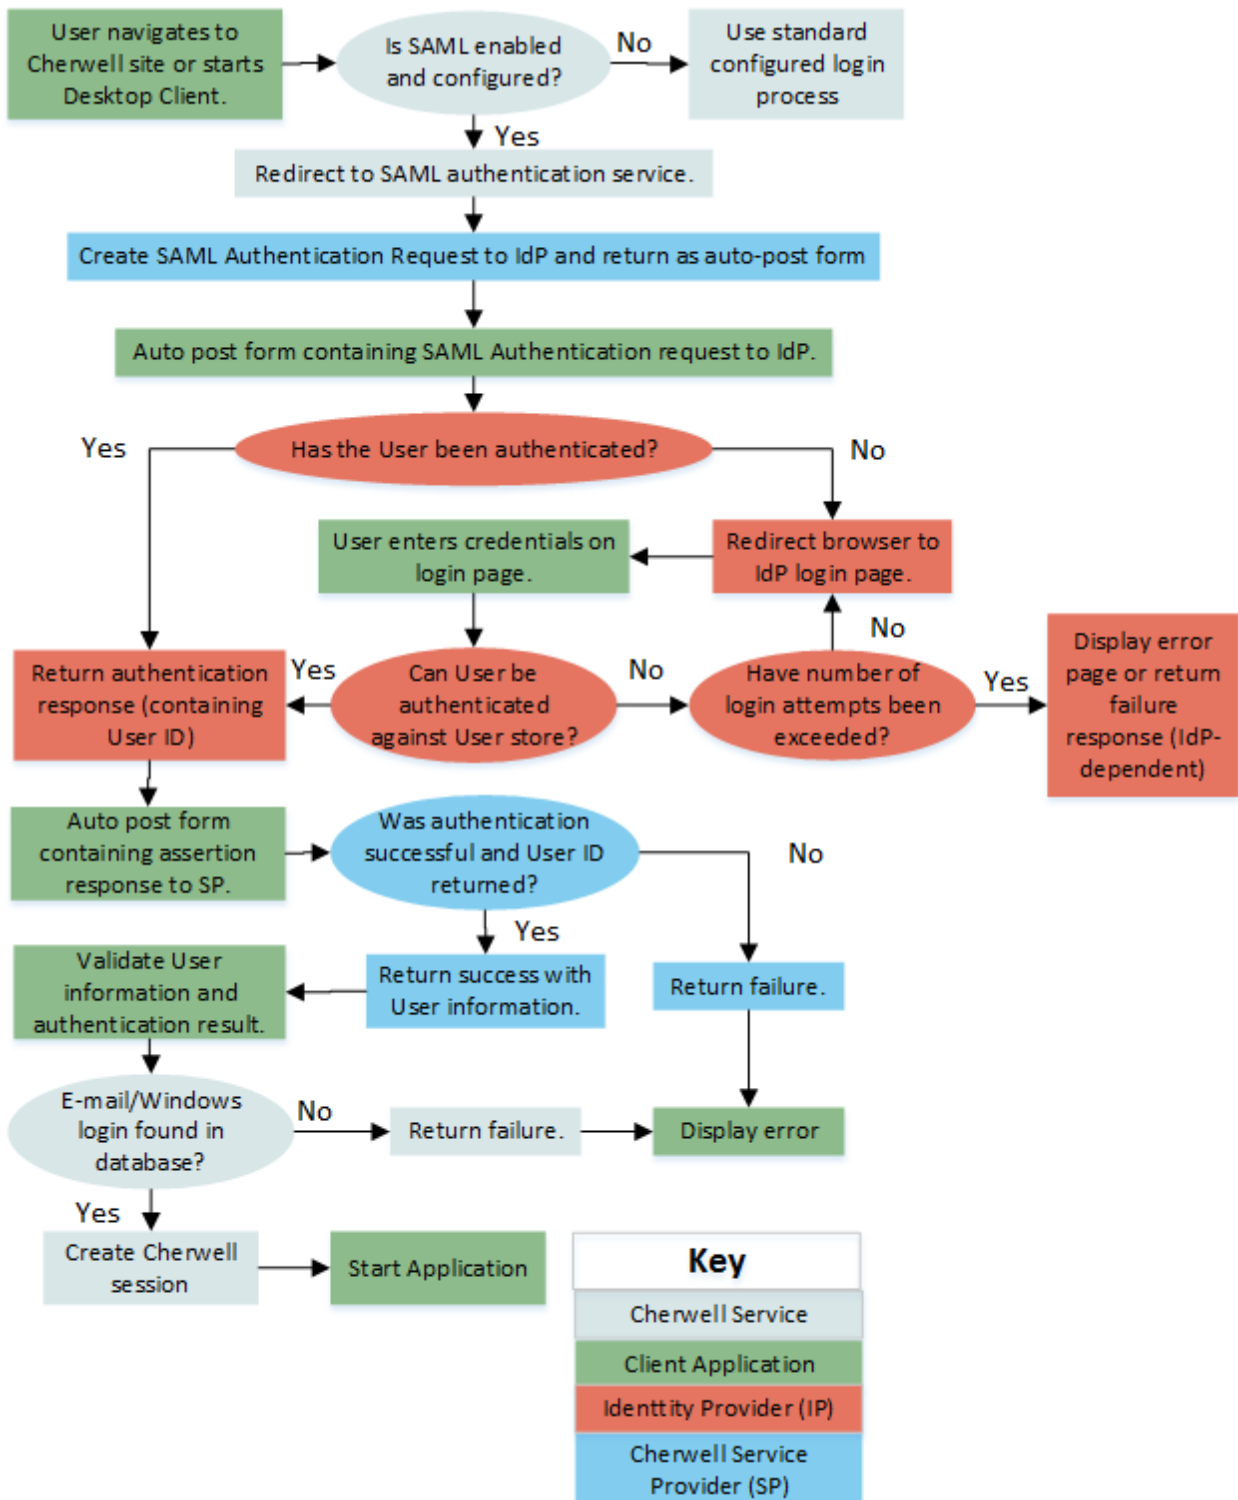 User navigates to
Cherwell site or starts
Desktop Client.
Is SAML enabled
and configured?
No
Use standard
configured login
process
Yes
Redirect to SAML authentication service.
Create SAML Authentication Request to IdP and return as auto-post form
Auto post form containing SAML Authentication request to IdP.
Yes
Has the User been authenticated?
No
User enters credentials on
login page.
Redirect browser to
IdP login page.
No
Return authentication
response (containing
User ID)
Yes
Can User be
authenticated
against User store?
No
Have number of
login attempts been
exceeded?
Yes
Display error
page or return
failure
response (IdP-
dependent)
Auto post form
containing assertion
response to SP.
Was authentication
successful and User ID
returned?
No
Yes
Validate User
information and
authentication result.
Return success with
User information.
Return failure.
E-mail/Windows
login found in
database?
No
Return failure.
Display error
Yes
Create Cherwell
session
Start Application
Key
Cherwell Service
Client Application
Identtity Provider (IP)
Cherwell Service
Provider (SP)